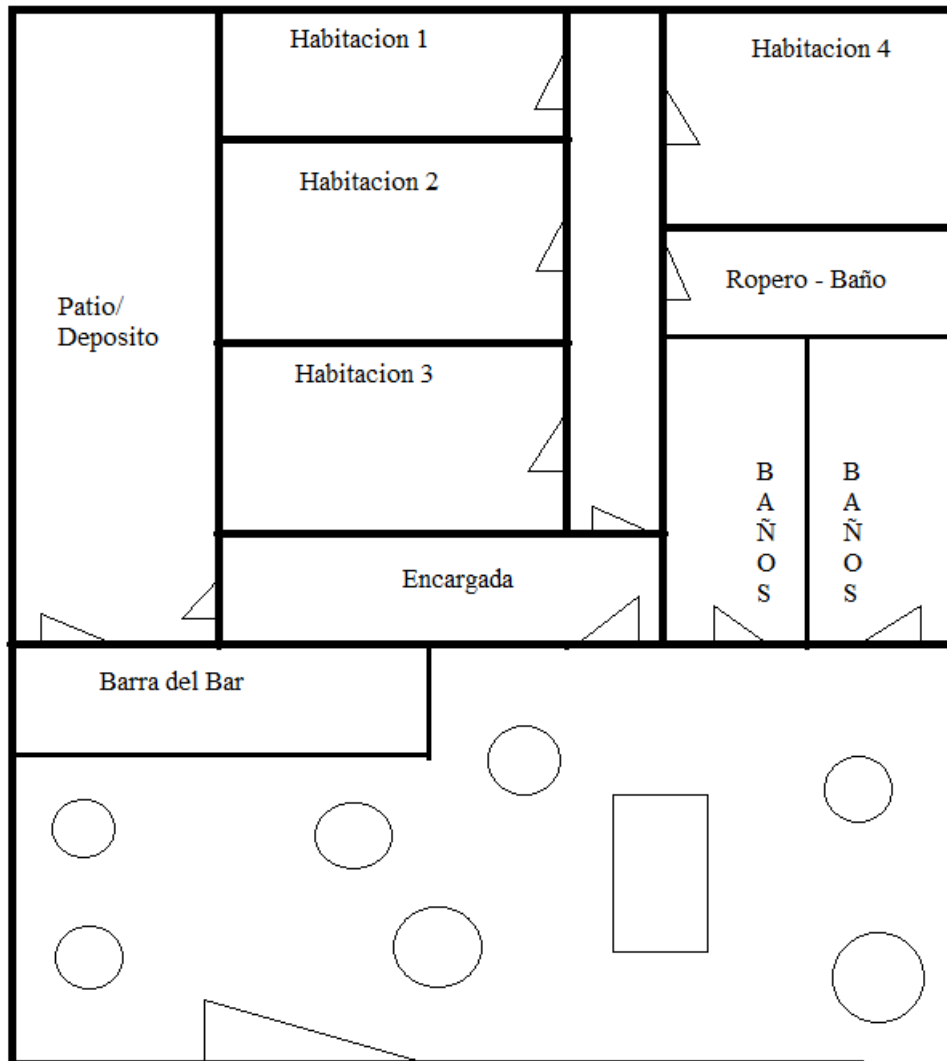 Habitacion 1
Habitacion 4
Habitacion 2
Ropero - Baño
Patio/
Deposito
Habitacion 3
B
A
Ñ
O
S
B
A
Ñ
O
S
Encargada
Barra del Bar